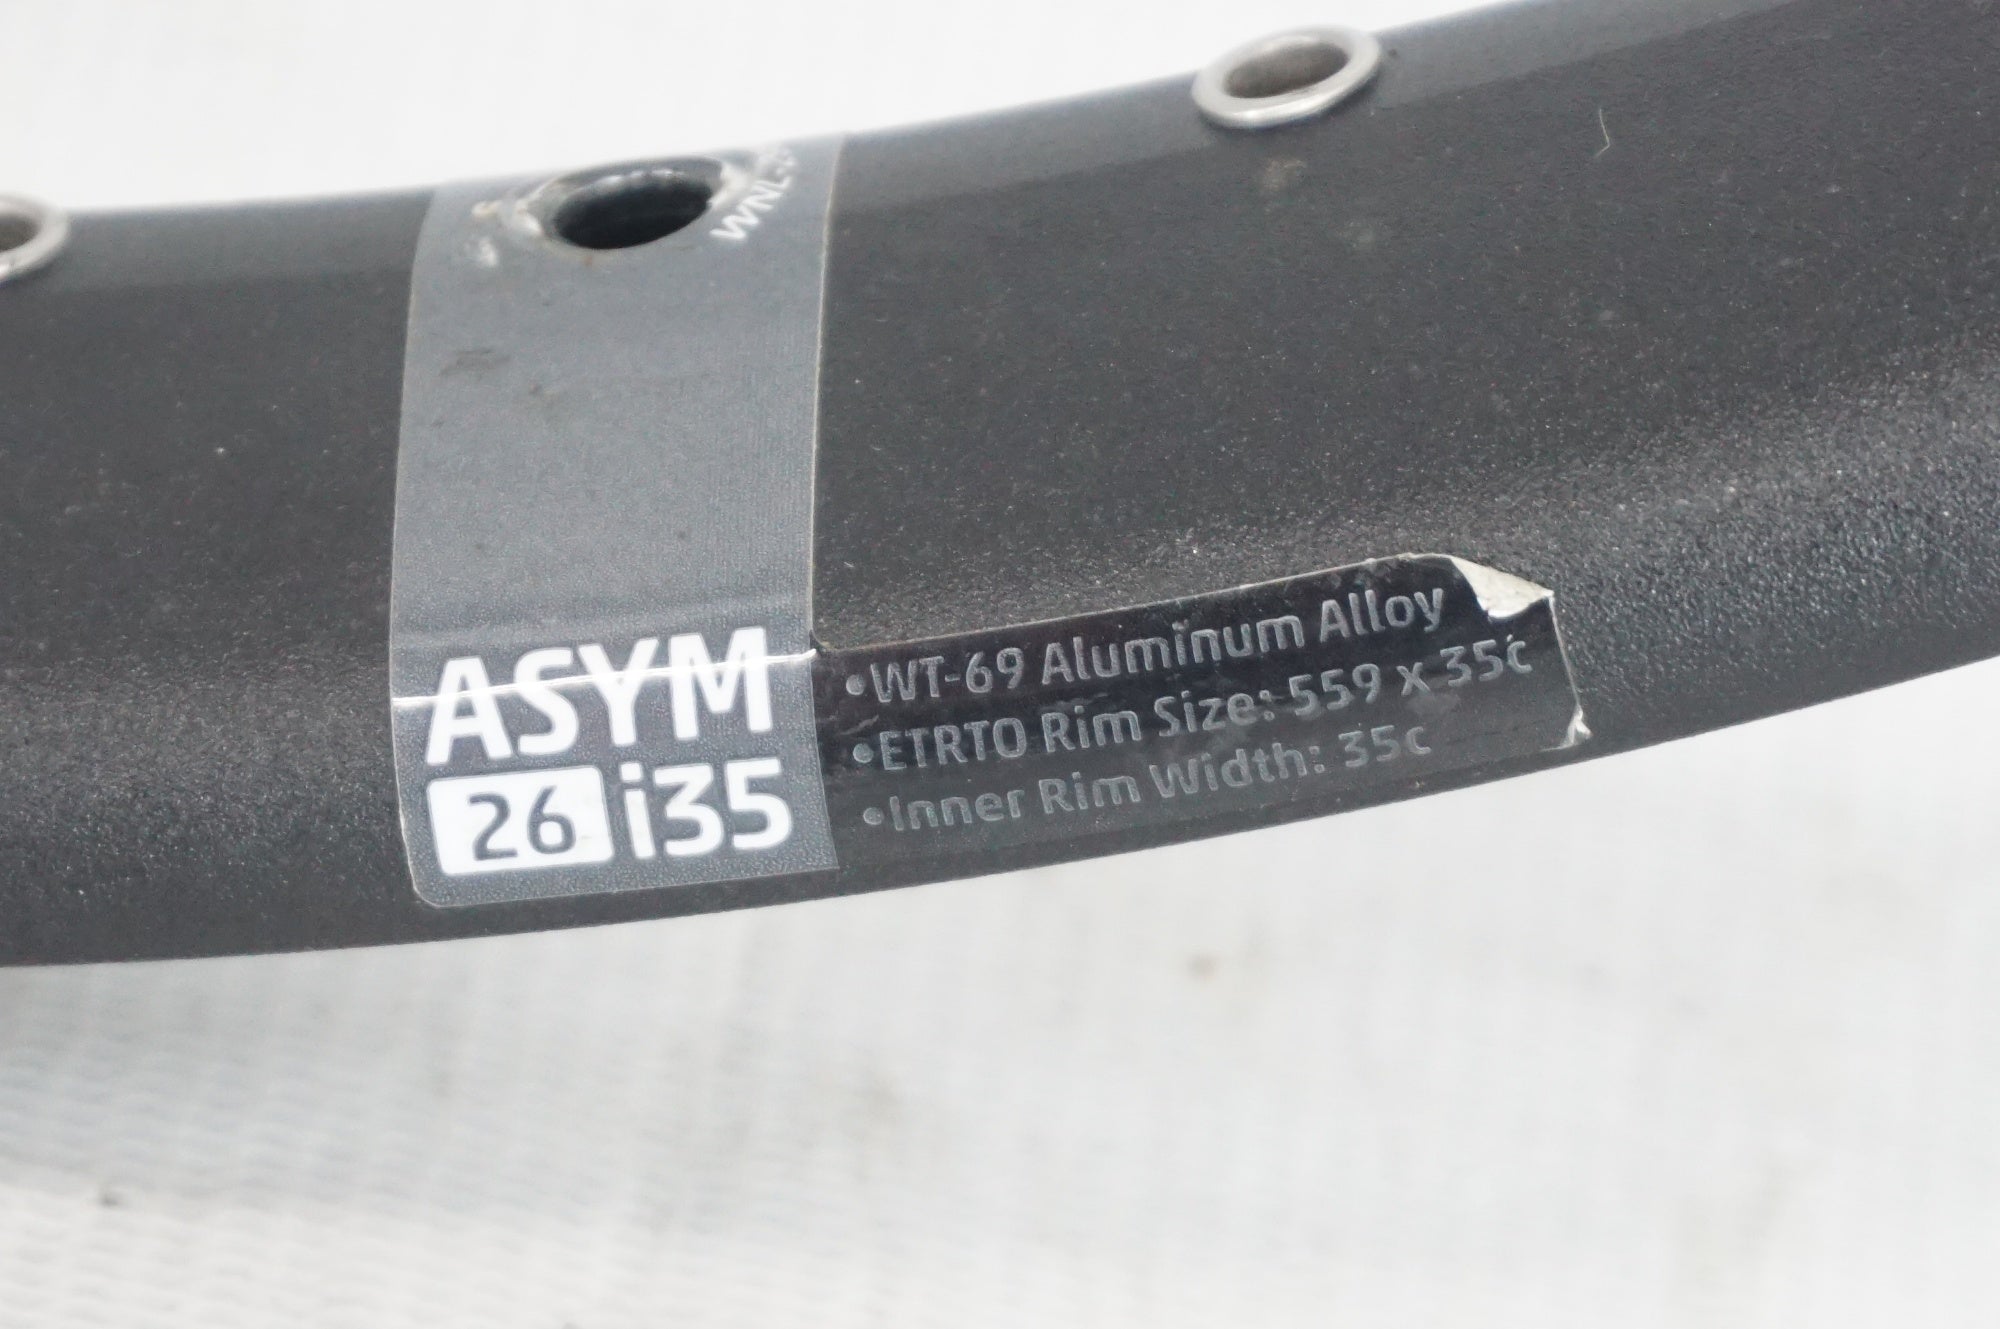 ASYM
26 i35
•WT-69 Aluminum Alloy
•ETRTO Rim Size: 559 x 35c
•Inner Rim Width: 35c